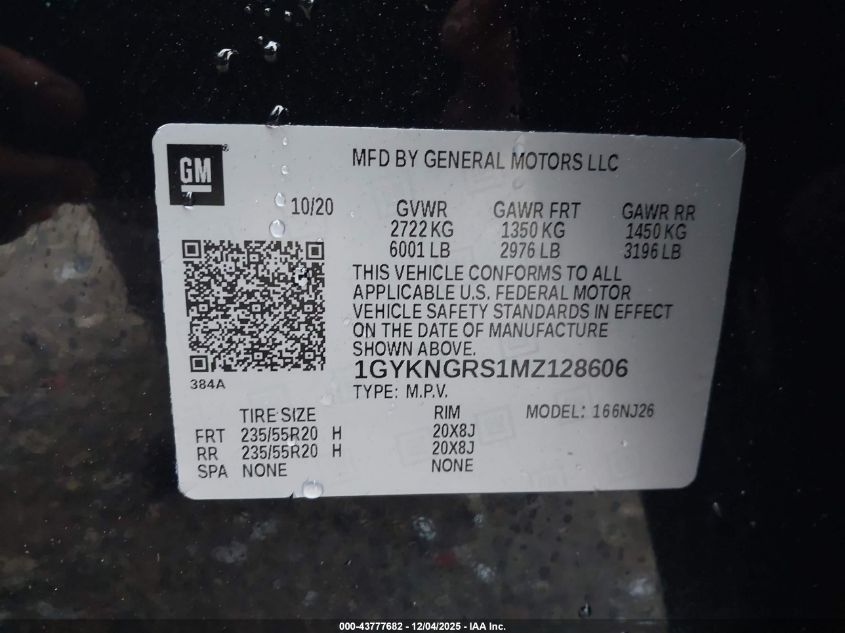 GM
MFD BY GENERAL MOTORS LLC
10/20 GVWR GAWR FRT GAWR RR
2722 KG 1350 KG 1450 KG
6001 LB 2976 LB 3196 LB
THIS VEHICLE CONFORMS TO ALL
APPLICABLE U.S. FEDERAL MOTOR
VEHICLE SAFETY STANDARDS IN EFFECT
ON THE DATE OF MANUFACTURE
SHOWN ABOVE.
384A
1GYKNGRS1MZ128606
TYPE: M.P.V.
TIRE SIZE RIM MODEL: 166NJ26
FRT 235/55R20 H 20X8J
RR 235/55R20 H 20X8J
SPA NONE NONE
000-43777682 - 12/04/2025 - IAA Inc.